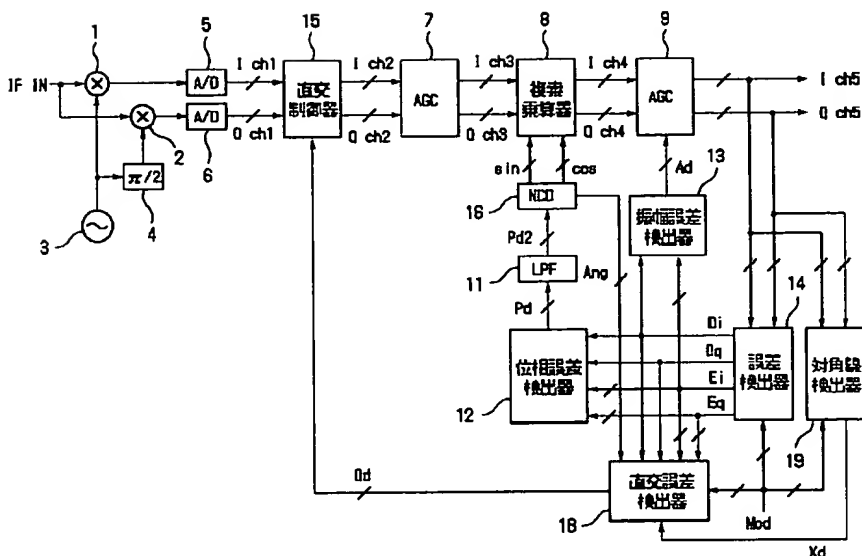 1
IF IN
2
3
π/2
4
5
A/D
A/D
6
I ch1
Q ch1
15
直交
制御器
I ch2
Q ch2
7
AGC
I ch3
Q ch3
8
複素
乗算器
I ch4
Q ch4
9
AGC
I ch5
Q ch5
sin
cos
NCO
16
Pd2
LPF
11
Pd
Ang
Ad
13
振幅誤差
検出器
位相誤差
検出器
12
Di
Dq
Ei
Eq
14
誤差
検出器
対角線
検出器
19
直交誤差
検出器
18
Qd
Mod
Xd